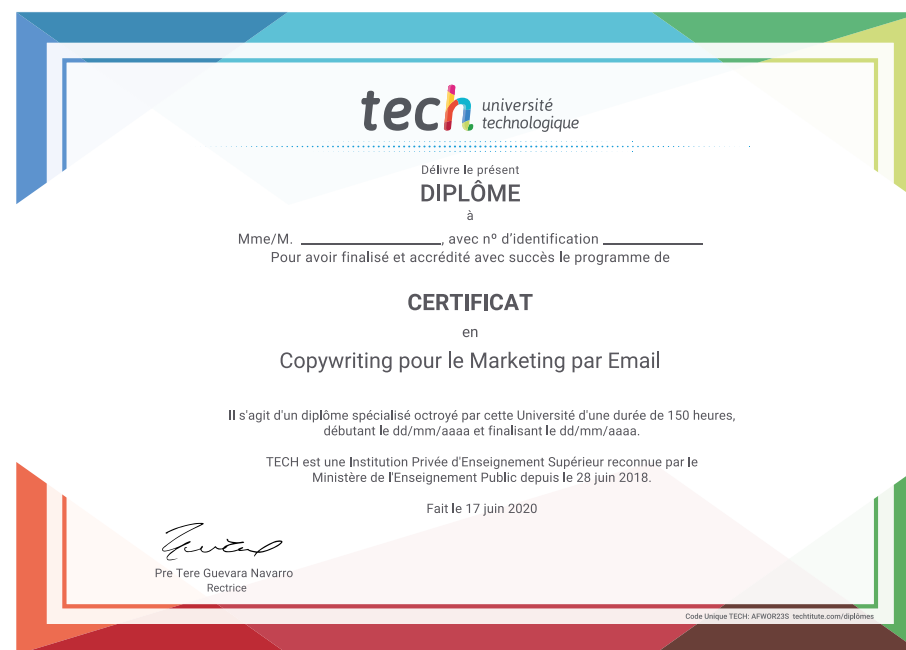 tech université
technologique
Délivre le présent
DIPLÔME
à
Mme/M. ____________, avec nº d'identification ____________
Pour avoir finalisé et accrédité avec succès le programme de
CERTIFICAT
en
Copywriting pour le Marketing par Email
Il s'agit d'un diplôme spécialisé octroyé par cette Université d'une durée de 150 heures,
débutant le dd/mm/aaaa et finalisant le dd/mm/aaaa.
TECH est une Institution Privée d'Enseignement Supérieur reconnue par le
Ministère de l'Enseignement Public depuis le 28 juin 2018.
Fait le 17 juin 2020
Pre Tere Guevara Navarro
Rectrice
Code Unique TECH: AFWOR23S techtitute.com/diplômes